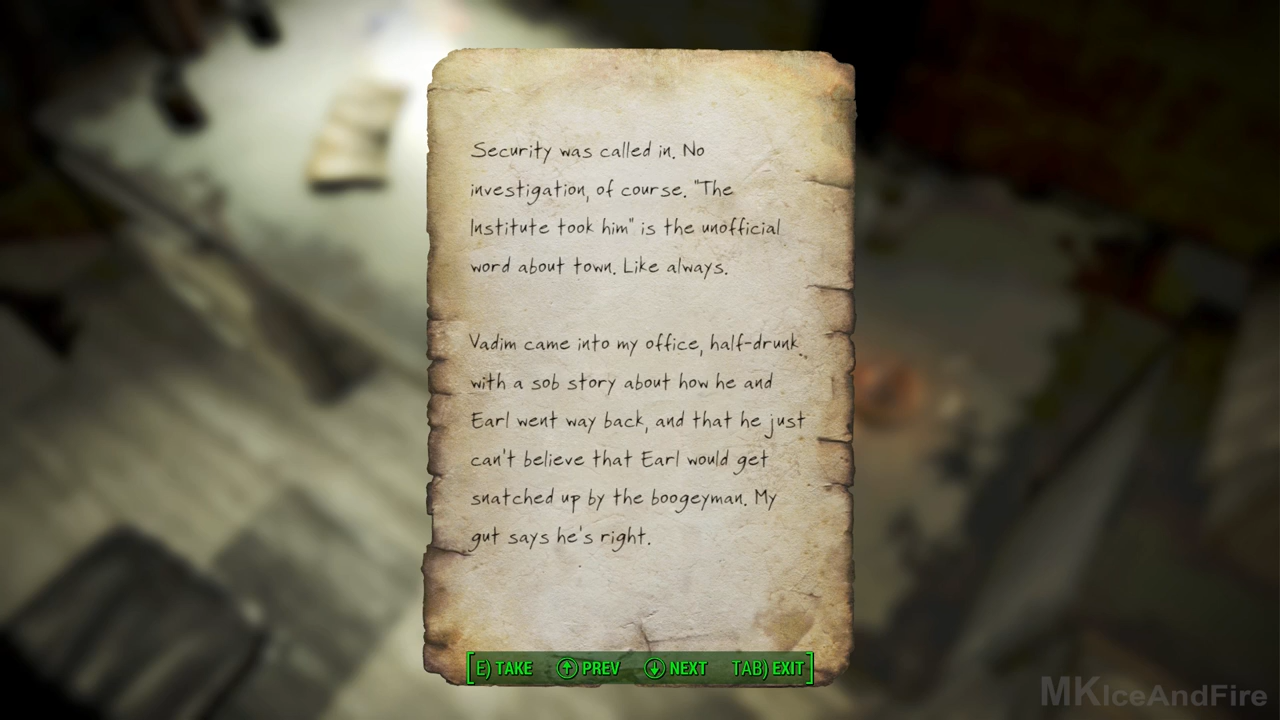 Security was called in. No
investigation, of course. "The
Institute took him" is the unofficial
word about town. Like always.
Vadim came into my office, half-drunk
with a sob story about how he and
Earl went way back, and that he just
can't believe that Earl would get
snatched up by the boogeyman. My
gut says he's right.
E) TAKE PREV NEXT TAB) EXIT
MKIceAndFire